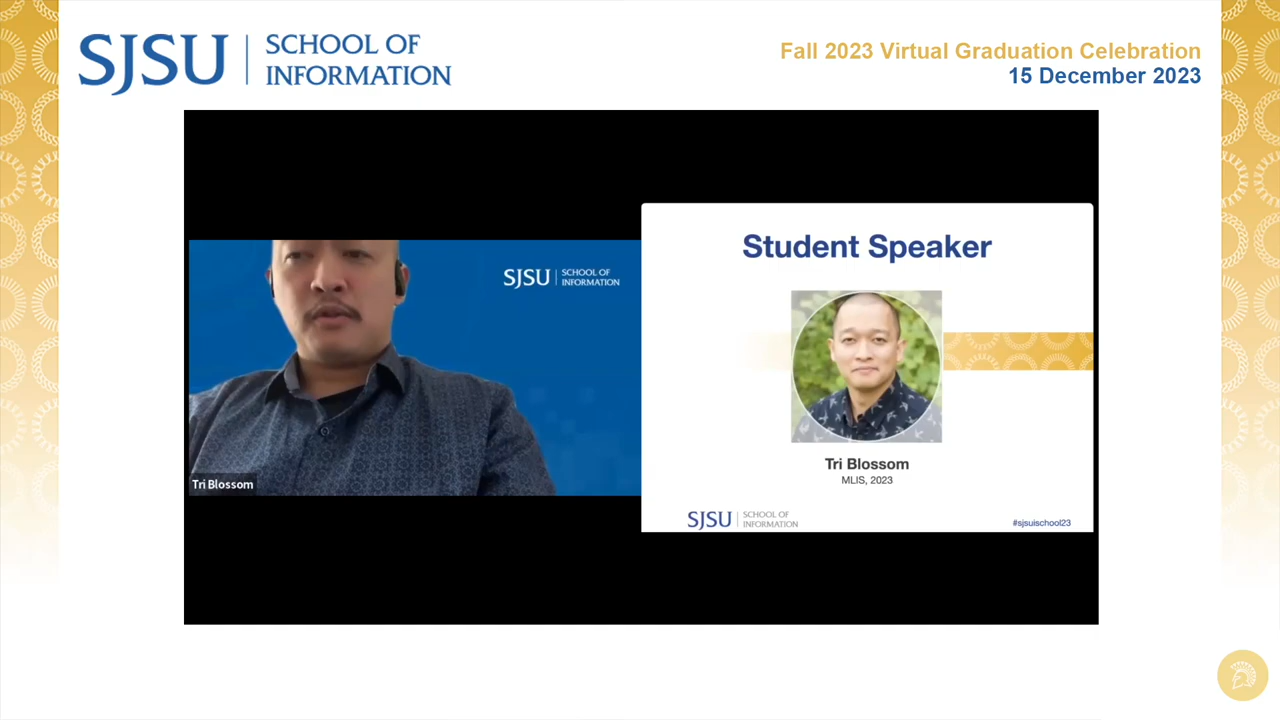 SJSU SCHOOL OF
INFORMATION
Fall 2023 Virtual Graduation Celebration
15 December 2023
SJSU SCHOOL OF
INFORMATION
Tri Blossom
Student Speaker
Tri Blossom
MLIS, 2023
SJSU SCHOOL OF
INFORMATION
#sjsuischool23